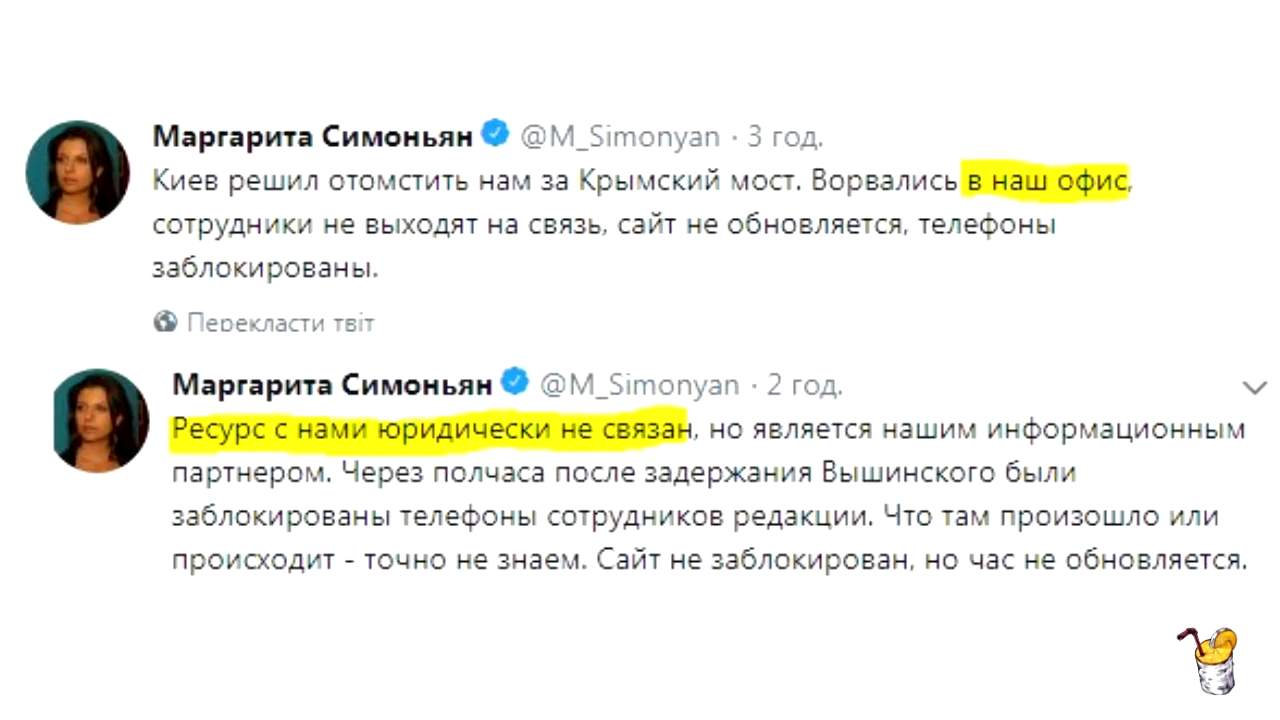 Маргарита Симоньян @M_Simonyan · 3 год.
Киев решил отомстить нам за Крымский мост. Ворвались в наш офис,
сотрудники не выходят на связь, сайт не обновляется, телефоны
заблокированы.
Перекласти твіт
Маргарита Симоньян @M_Simonyan · 2 год.
Ресурс с нами юридически не связан, но является нашим информационным
партнером. Через полчаса после задержания Вышинского были
заблокированы телефоны сотрудников редакции. Что там произошло или
происходит - точно не знаем. Сайт не заблокирован, но час не обновляется.